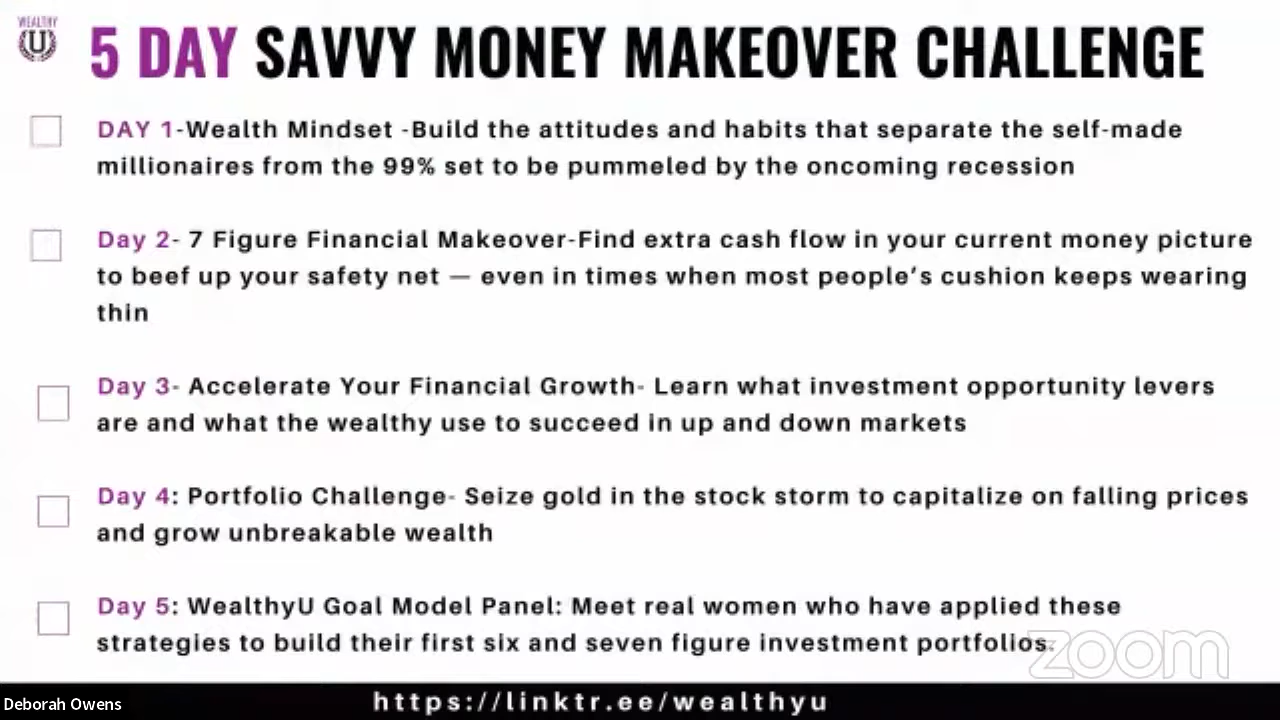 WEALTHY
U
5 DAY SAVVY MONEY MAKEOVER CHALLENGE
DAY 1-Wealth Mindset -Build the attitudes and habits that separate the self-made
millionaires from the 99% set to be pummeled by the oncoming recession
Day 2- 7 Figure Financial Makeover-Find extra cash flow in your current money picture
to beef up your safety net — even in times when most people’s cushion keeps wearing
thin
Day 3- Accelerate Your Financial Growth- Learn what investment opportunity levers
are and what the wealthy use to succeed in up and down markets
Day 4: Portfolio Challenge- Seize gold in the stock storm to capitalize on falling prices
and grow unbreakable wealth
Day 5: WealthyU Goal Model Panel: Meet real women who have applied these
strategies to build their first six and seven figure investment portfolios.
zoom
Deborah Owens
https://linktr.ee/wealthyu